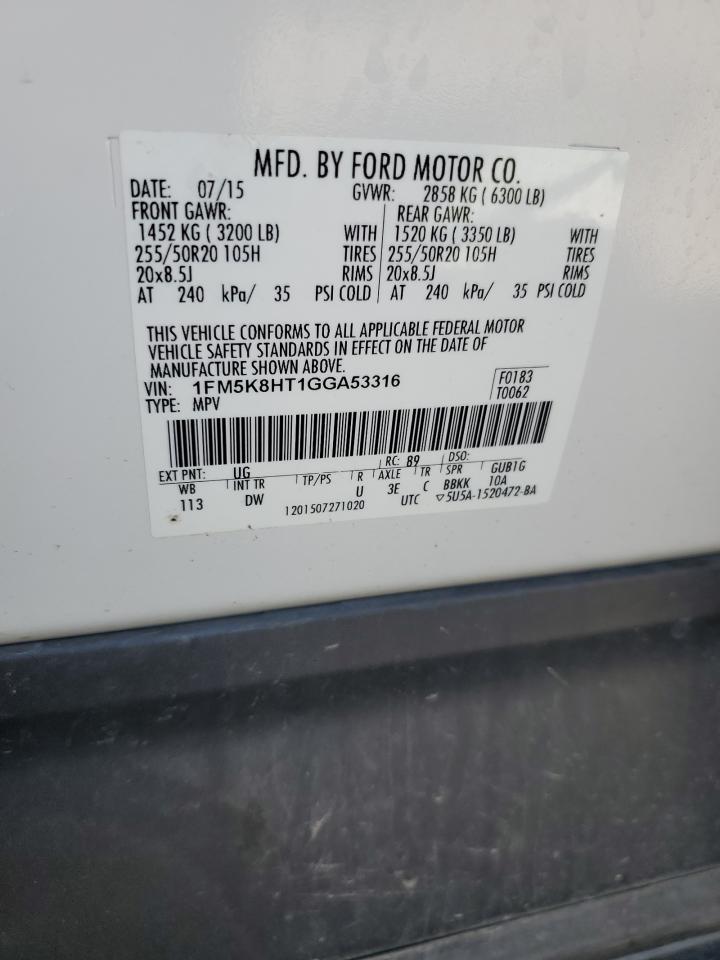 MFD. BY FORD MOTOR CO.
DATE: 07/15 GVWR: 2858 KG ( 6300 LB)
FRONT GAWR: REAR GAWR:
1452 KG ( 3200 LB) WITH 1520 KG ( 3350 LB) WITH
255/50R20 105H TIRES 255/50R20 105H TIRES
20x8.5J RIMS 20x8.5J RIMS
AT 240 kPa/ 35 PSI COLD AT 240 kPa/ 35 PSI COLD
THIS VEHICLE CONFORMS TO ALL APPLICABLE FEDERAL MOTOR
VEHICLE SAFETY STANDARDS IN EFFECT ON THE DATE OF
MANUFACTURE SHOWN ABOVE.
VIN: 1FM5K8HT1GGA53316 F0183
TYPE: MPV T0062
EXT PNT: UG RC: 89 DSO:
WB INT TR TP/PS R AXLE TR SPR GUB1G
113 DW U 3E C BBKK 10A
1201507271020 UTC ▽5U5A-1520472-BA